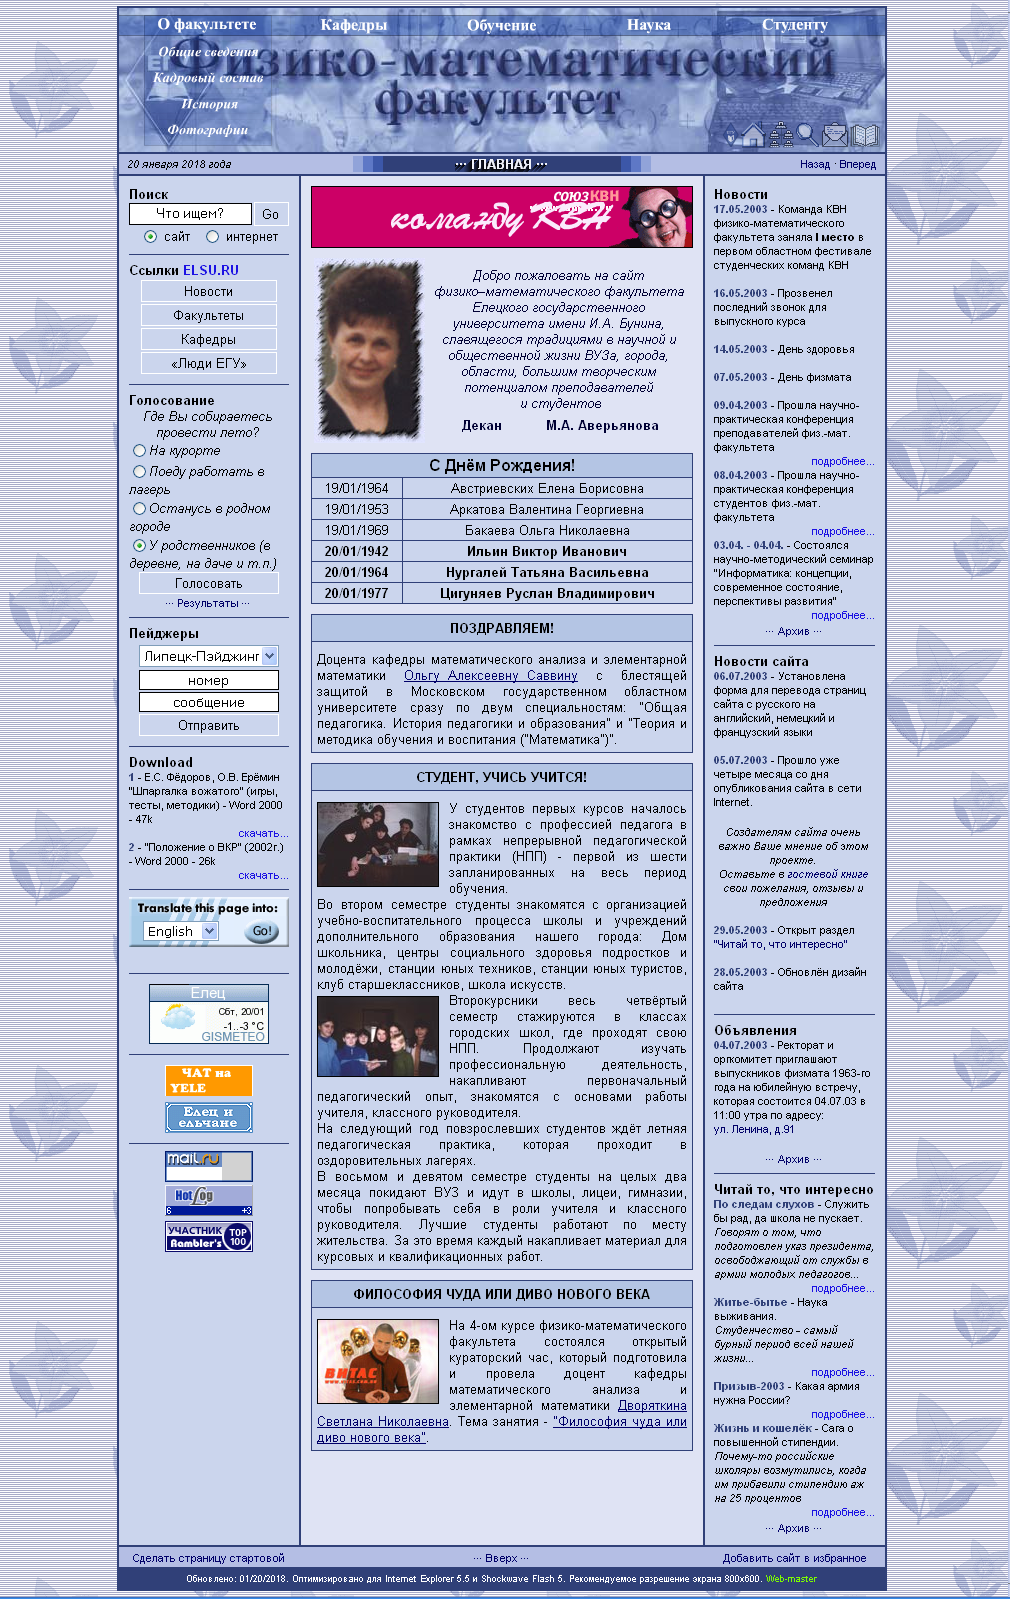 О факультете
Кафедры
Обучение
Наука
Студенту
Общие сведения
Кадровый состав
История
Фотографии
Физико-математический
факультет
20 января 2018 года
··· ГЛАВНАЯ ···
Назад · Вперед
Поиск
Что ищем?
Go
сайт
интернет
Ссылки ELSU.RU
Новости
Факультеты
Кафедры
«Люди ЕГУ»
Голосование
Где Вы собираетесь
провести лето?
На курорте
Поеду работать в
лагерь
Останусь в родном
городе
У родственников (в
деревне, на даче и т.п.)
Голосовать
··· Результаты ···
Пейджеры
Липецк-Пэйджинг
номер
сообщение
Отправить
Download
1 - Е.С. Фёдоров, О.В. Ерёмин
"Шпаргалка вожатого" (игры,
тесты, методики) - Word 2000
- 47k
скачать...
2 - "Положение о ВКР" (2002г.)
- Word 2000 - 26k
скачать...
Translate this page into:
English
Go!
Елец
Сбт, 20/01
-1..-3 °C
GISMETEO
ЧАТ на
YELE
Елец и
ельчане
mail.ru
HotLog
6
+3
УЧАСТНИК
Rambler's
TOP
100
СОЮЗ КВН
команду КВН
Добро пожаловать на сайт
физико–математического факультета
Елецкого государственного
университета имени И.А. Бунина,
славящегося традициями в научной и
общественной жизни ВУЗа, города,
области, большим творческим
потенциалом преподавателей
и студентов
Декан М.А. Аверьянова
С Днём Рождения!
19/01/1964 Австриевских Елена Борисовна
19/01/1953 Аркатова Валентина Георгиевна
19/01/1969 Бакаева Ольга Николаевна
20/01/1942 Ильин Виктор Иванович
20/01/1964 Нургалей Татьяна Васильевна
20/01/1977 Цигуняев Руслан Владимирович
ПОЗДРАВЛЯЕМ!
Доцента кафедры математического анализа и элементарной
математики Ольгу Алексеевну Саввину с блестящей
защитой в Московском государственном областном
университете сразу по двум специальностям: "Общая
педагогика. История педагогики и образования" и "Теория и
методика обучения и воспитания ("Математика")".
СТУДЕНТ, УЧИСЬ УЧИТСЯ!
У студентов первых курсов началось
знакомство с профессией педагога в
рамках непрерывной педагогической
практики (НПП) - первой из шести
запланированных на весь период
обучения.
Во втором семестре студенты знакомятся с организацией
учебно-воспитательного процесса школы и учреждений
дополнительного образования нашего города: Дом
школьника, центры социального здоровья подростков и
молодёжи, станции юных техников, станции юных туристов,
клуб старшеклассников, школа искусств.
Второкурсники весь четвёртый
семестр стажируются в классах
городских школ, где проходят свою
НПП. Продолжают изучать
профессиональную деятельность,
накапливают первоначальный
педагогический опыт, знакомятся с основами работы
учителя, классного руководителя.
На следующий год повзрослевших студентов ждёт летняя
педагогическая практика, которая проходит в
оздоровительных лагерях.
В восьмом и девятом семестре студенты на целых два
месяца покидают ВУЗ и идут в школы, лицеи, гимназии,
чтобы попробывать себя в роли учителя и классного
руководителя. Лучшие студенты работают по месту
жительства. За это время каждый накапливает материал для
курсовых и квалификационных работ.
ФИЛОСОФИЯ ЧУДА ИЛИ ДИВО НОВОГО ВЕКА
ВИТАС
На 4-ом курсе физико-математического
факультета состоялся открытый
кураторский час, который подготовила
и провела доцент кафедры
математического анализа и
элементарной математики Дворяткина
Светлана Николаевна. Тема занятия - "Философия чуда или
диво нового века".
Новости
17.05.2003 - Команда КВН
физико-математического
факультета заняла I место в
первом областном фестивале
студенческих команд КВН
16.05.2003 - Прозвенел
последний звонок для
выпускного курса
14.05.2003 - День здоровья
07.05.2003 - День физмата
09.04.2003 - Прошла научно-
практическая конференция
преподавателей физ.-мат.
факультета
подробнее...
08.04.2003 - Прошла научно-
практическая конференция
студентов физ.-мат.
факультета
подробнее...
03.04. - 04.04. - Состоялся
научно-методический семинар
"Информатика: концепции,
современное состояние,
перспективы развития"
подробнее...
··· Архив ···
Новости сайта
06.07.2003 - Установлена
форма для перевода страниц
сайта с русского на
английский, немецкий и
французский языки
05.07.2003 - Прошло уже
четыре месяца со дня
опубликования сайта в сети
Internet.
Создателям сайта очень
важно Ваше мнение об этом
проекте.
Оставьте в гостевой книге
свои пожелания, отзывы и
предложения
29.05.2003 - Открыт раздел
"Читай то, что интересно"
28.05.2003 - Обновлён дизайн
сайта
Объявления
04.07.2003 - Ректорат и
оргкомитет приглашают
выпускников физмата 1963-го
года на юбилейную встречу,
которая состоится 04.07.03 в
11:00 утра по адресу:
ул. Ленина, д.91
··· Архив ···
Читай то, что интересно
По следам слухов - Служить
бы рад, да школа не пускает.
Говорят о том, что
подготовлен указ президента,
освобождающий от службы в
армии молодых педагогов...
подробнее...
Житье-бытье - Наука
выживания.
Студенчество - самый
бурный период всей нашей
жизни...
подробнее...
Призыв-2003 - Какая армия
нужна России?
подробнее...
Жизнь и кошелёк - Сага о
повышенной стипендии.
Почему-то российские
школяры возмутились, когда
им прибавили стипендию аж
на 25 процентов
подробнее...
··· Архив ···
Сделать страницу стартовой
··· Вверх ···
Добавить сайт в избранное
Обновлено: 01/20/2018. Оптимизировано для Internet Explorer 5.5 и Shockwave Flash 5. Рекомендуемое разрешение экрана 800x600. Web-master